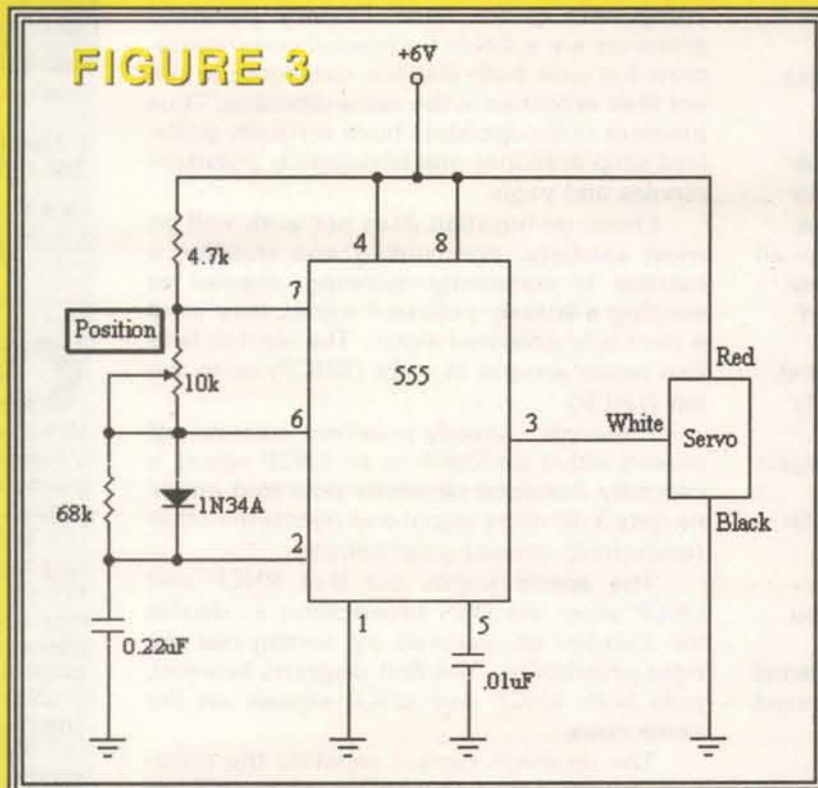 FIGURE 3
+6V
4
8
4.7k
7
Position
Red
10k
555
6
3
White
Servo
1N34A
68k
2
Black
0.22uF
1
5
.01uF